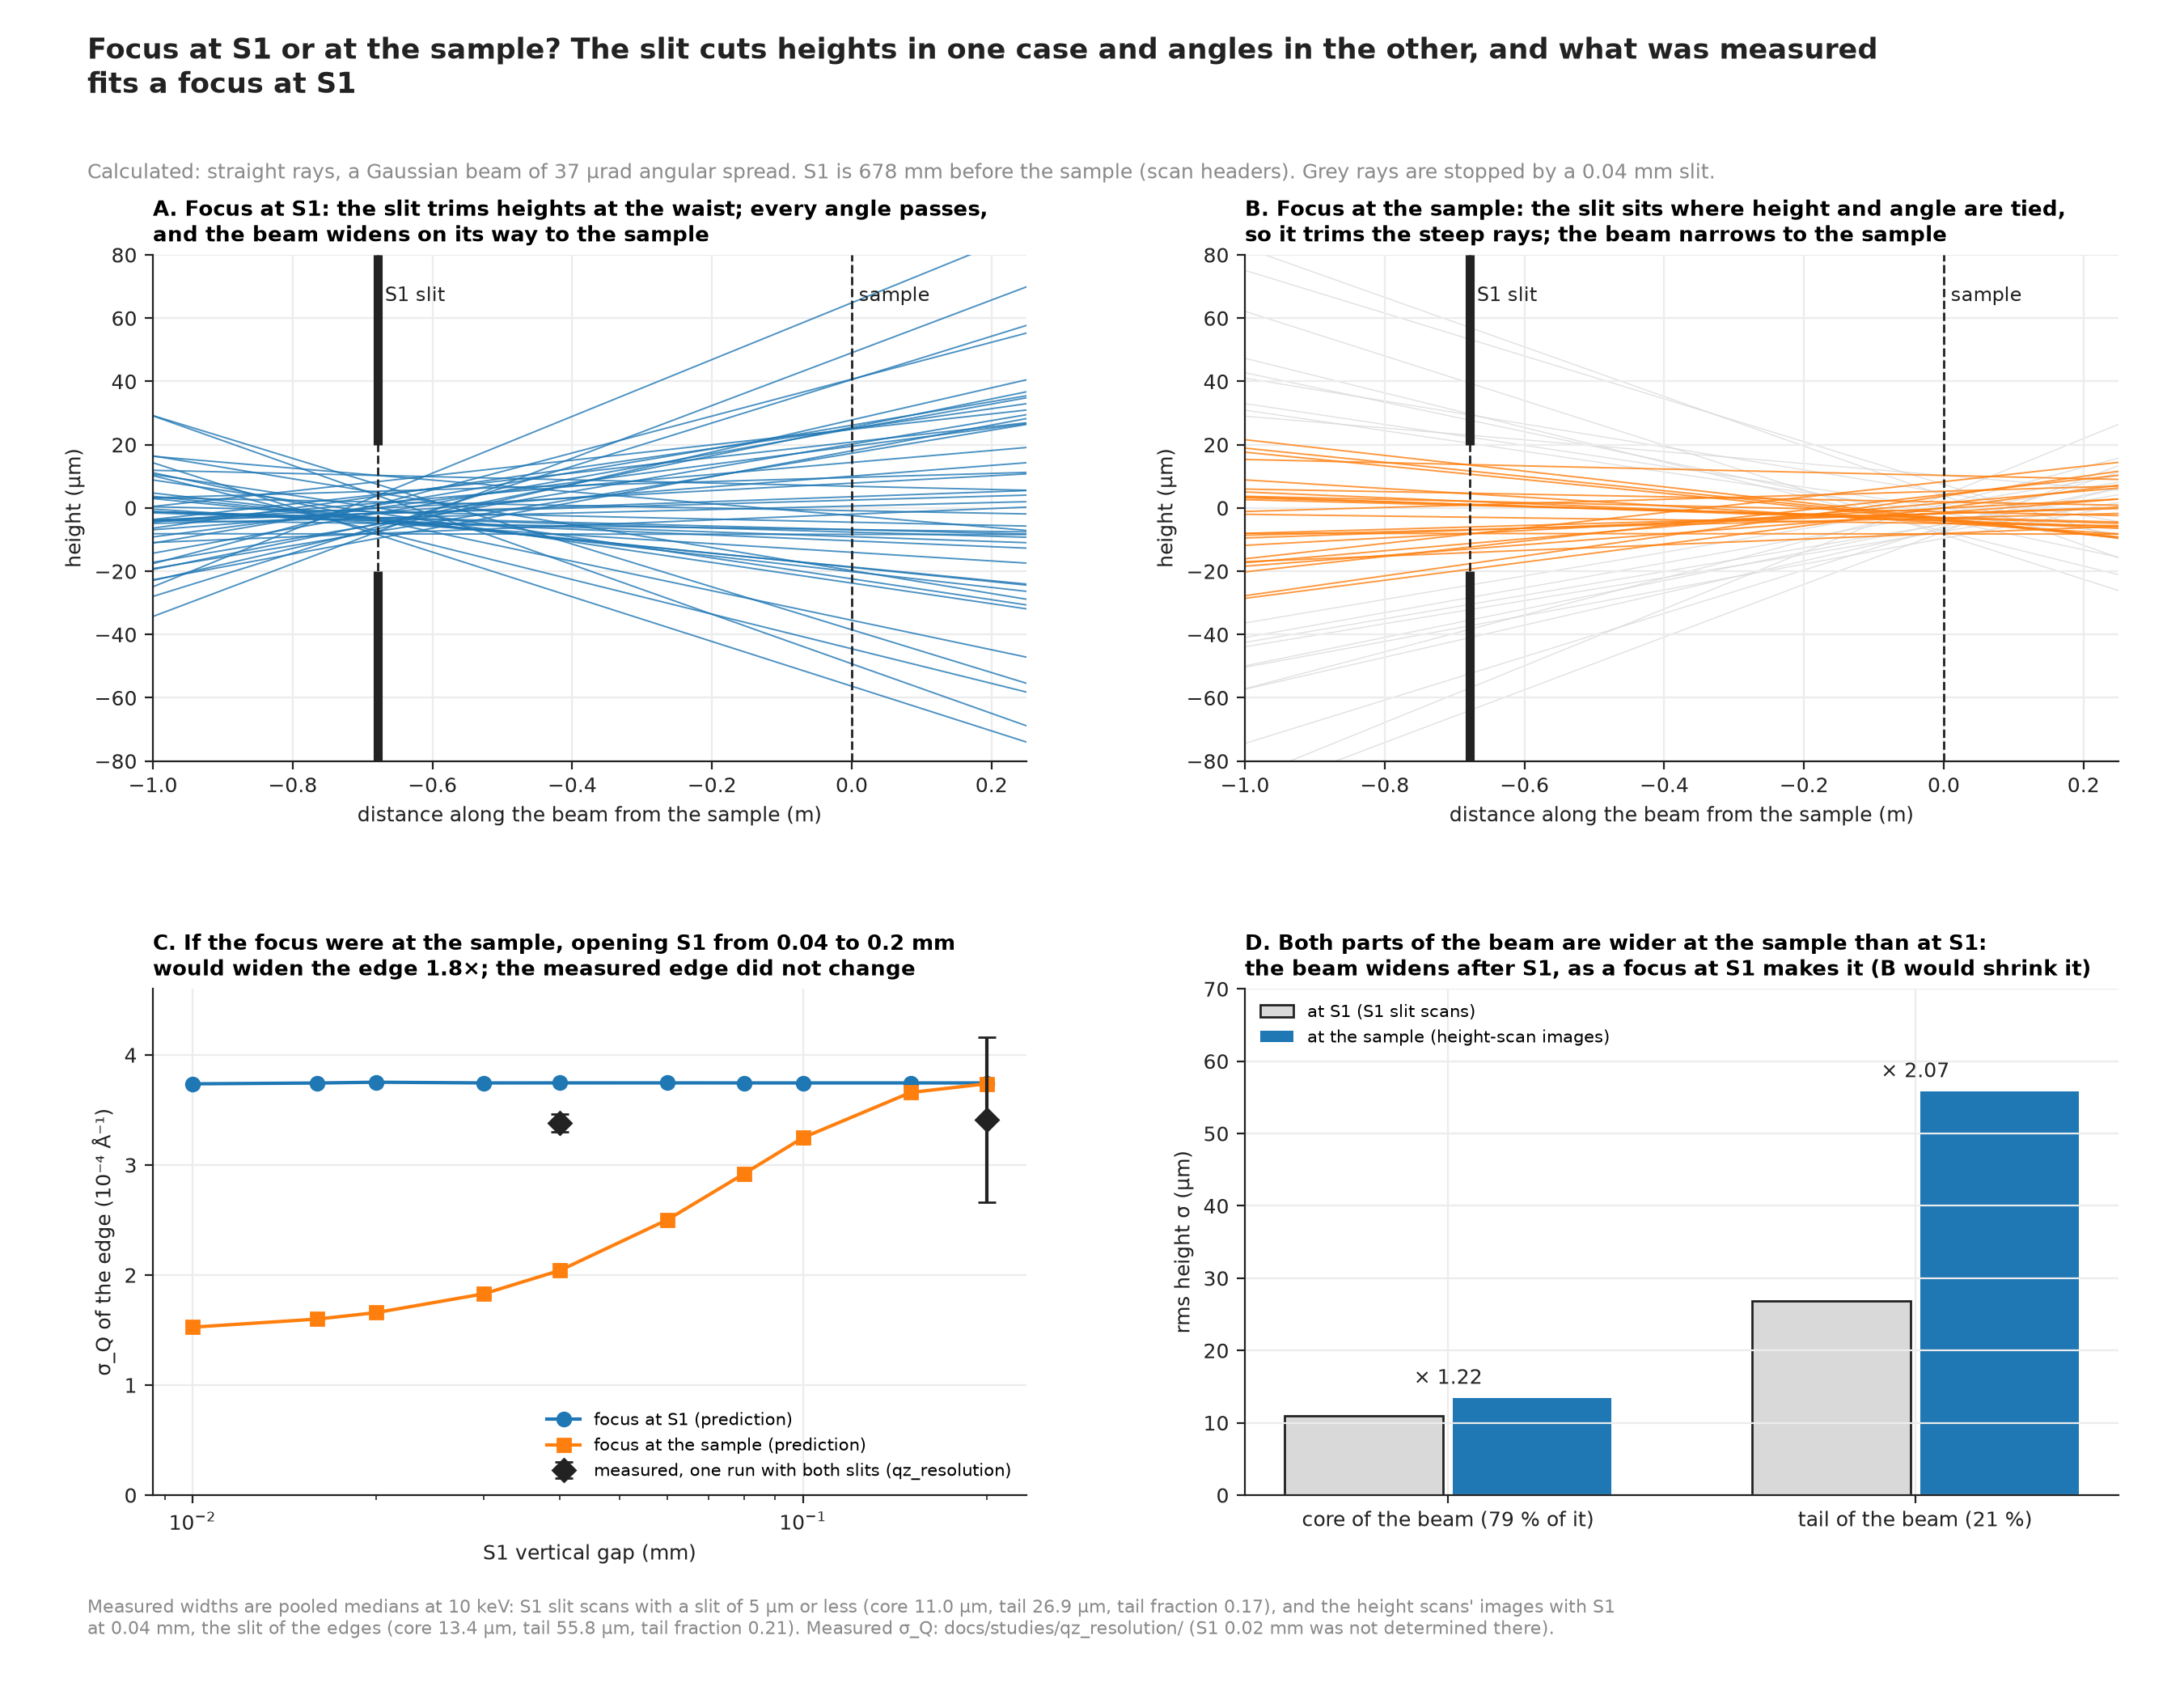 Focus at S1 or at the sample? The slit cuts heights in one case and angles in the other, and what was measured
fits a focus at S1
Calculated: straight rays, a Gaussian beam of 37 µrad angular spread. S1 is 678 mm before the sample (scan headers). Grey rays are stopped by a 0.04 mm slit.
A. Focus at S1: the slit trims heights at the waist; every angle passes,
and the beam widens on its way to the sample
80
60
40
20
0
−20
−40
−60
−80
height (µm)
S1 slit
sample
−1.0
−0.8
−0.6
−0.4
−0.2
0.0
0.2
distance along the beam from the sample (m)
B. Focus at the sample: the slit sits where height and angle are tied,
so it trims the steep rays; the beam narrows to the sample
80
60
40
20
0
−20
−40
−60
−80
height (µm)
S1 slit
sample
−1.0
−0.8
−0.6
−0.4
−0.2
0.0
0.2
distance along the beam from the sample (m)
C. If the focus were at the sample, opening S1 from 0.04 to 0.2 mm
would widen the edge 1.8×; the measured edge did not change
4
3
2
1
0
σ_Q of the edge (10⁻⁴ Å⁻¹)
focus at S1 (prediction)
focus at the sample (prediction)
measured, one run with both slits (qz_resolution)
10⁻²
10⁻¹
S1 vertical gap (mm)
D. Both parts of the beam are wider at the sample than at S1:
the beam widens after S1, as a focus at S1 makes it (B would shrink it)
70
60
50
40
30
20
10
0
rms height σ (µm)
at S1 (S1 slit scans)
at the sample (height-scan images)
× 1.22
× 2.07
core of the beam (79 % of it)
tail of the beam (21 %)
Measured widths are pooled medians at 10 keV: S1 slit scans with a slit of 5 µm or less (core 11.0 µm, tail 26.9 µm, tail fraction 0.17), and the height scans' images with S1
at 0.04 mm, the slit of the edges (core 13.4 µm, tail 55.8 µm, tail fraction 0.21). Measured σ_Q: docs/studies/qz_resolution/ (S1 0.02 mm was not determined there).